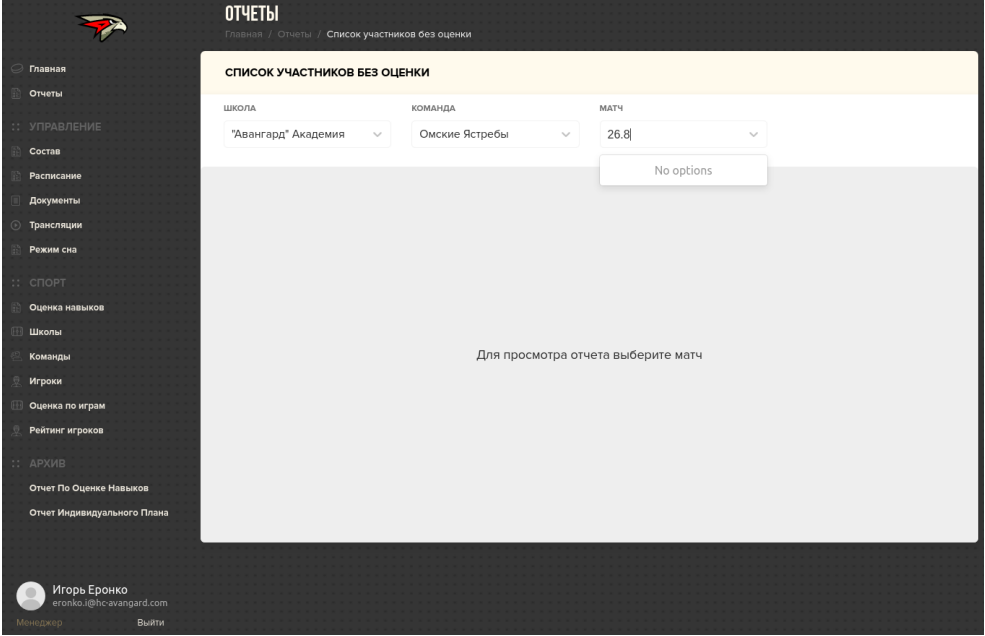 ОТЧЕТЫ
Главная / Отчеты / Список участников без оценки
Главная
Отчеты
:: УПРАВЛЕНИЕ
Состав
Расписание
Документы
Трансляции
Режим сна
:: СПОРТ
Оценка навыков
Школы
Команды
Игроки
Оценка по играм
Рейтинг игроков
:: АРХИВ
Отчет По Оценке Навыков
Отчет Индивидуального Плана
Игорь Еронко
eronko.i@hc-avangard.com
Менеджер Выйти
СПИСОК УЧАСТНИКОВ БЕЗ ОЦЕНКИ
ШКОЛА КОМАНДА МАТЧ
"Авангард" Академия Омские Ястребы 26.8
No options
Для просмотра отчета выберите матч